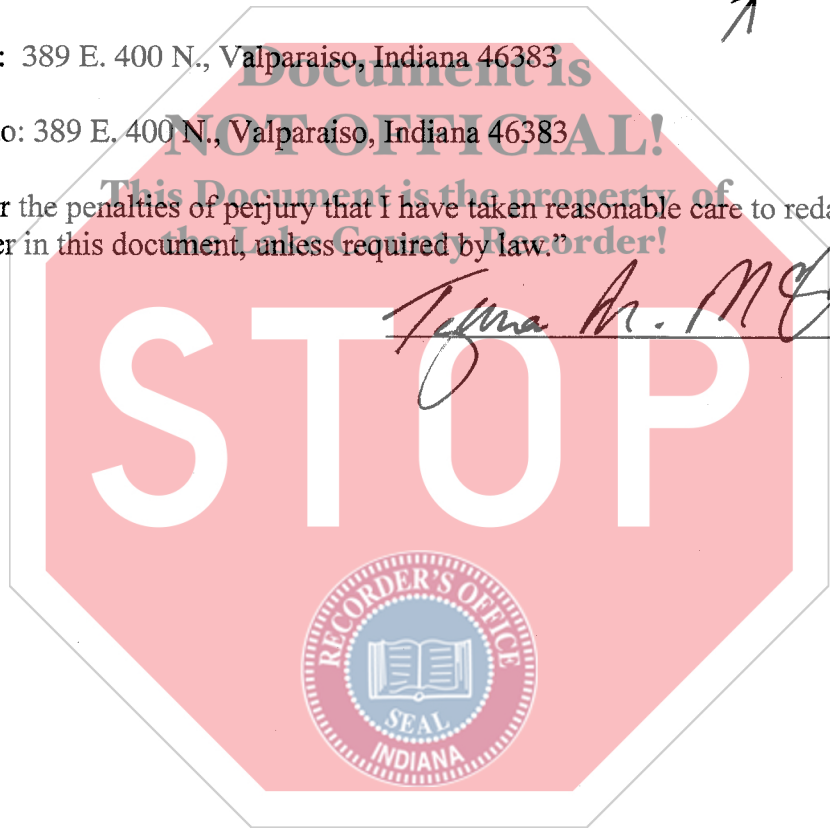 : 389 E. 400 N., Valparaiso, Indiana 46383
Document is
o: 389 E. 400 N., Valparaiso, Indiana 46383
NOT OFFICIAL!
This Document is the property of
r the penalties of perjury that I have taken reasonable care to reda
the Lake County Recorder!
er in this document, unless required by law.”
M.
STOP
RECORDER'S OFFICE
SEAL
INDIANA